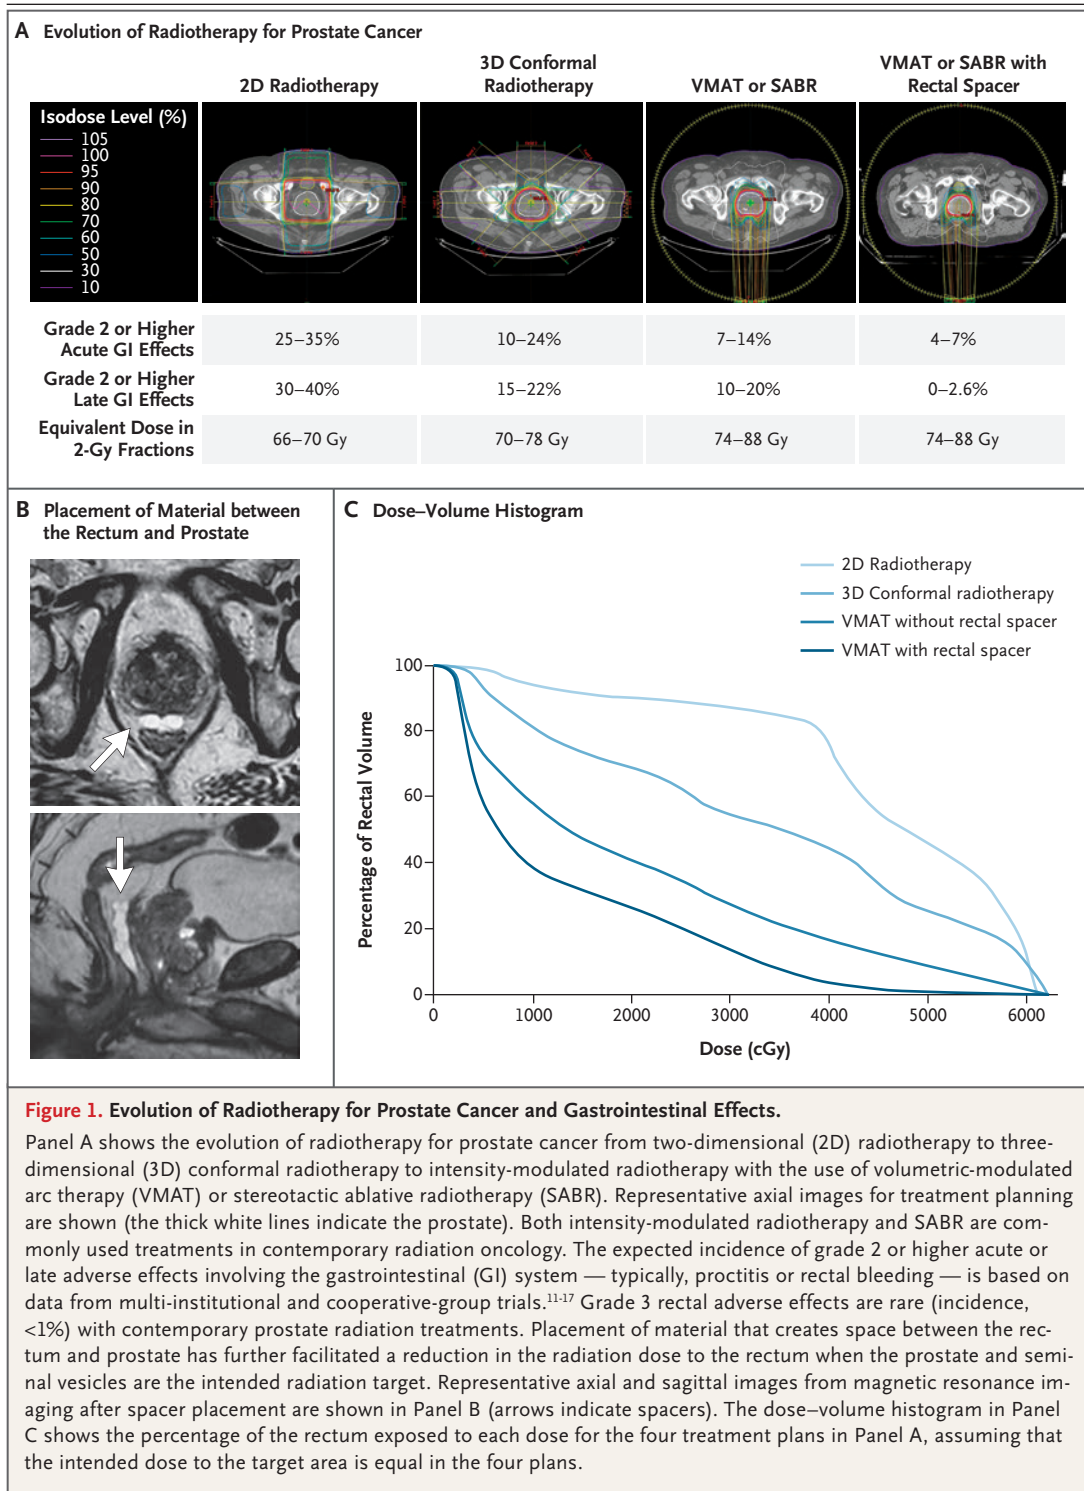 A Evolution of Radiotherapy for Prostate Cancer
2D Radiotherapy
3D Conformal
Radiotherapy
VMAT or SABR
VMAT or SABR with
Rectal Spacer
Isodose Level (%)
105
100
95
90
80
70
60
50
30
10
Grade 2 or Higher
Acute GI Effects
25–35%
10–24%
7–14%
4–7%
Grade 2 or Higher
Late GI Effects
30–40%
15–22%
10–20%
0–2.6%
Equivalent Dose in
2-Gy Fractions
66–70 Gy
70–78 Gy
74–88 Gy
74–88 Gy
B Placement of Material between
the Rectum and Prostate
C Dose–Volume Histogram
2D Radiotherapy
3D Conformal radiotherapy
VMAT without rectal spacer
VMAT with rectal spacer
Percentage of Rectal Volume
100
80
60
40
20
0
0
1000
2000
3000
4000
5000
6000
Dose (cGy)
Figure 1. Evolution of Radiotherapy for Prostate Cancer and Gastrointestinal Effects.
Panel A shows the evolution of radiotherapy for prostate cancer from two-dimensional (2D) radiotherapy to three-
dimensional (3D) conformal radiotherapy to intensity-modulated radiotherapy with the use of volumetric-modulated
arc therapy (VMAT) or stereotactic ablative radiotherapy (SABR). Representative axial images for treatment planning
are shown (the thick white lines indicate the prostate). Both intensity-modulated radiotherapy and SABR are com-
monly used treatments in contemporary radiation oncology. The expected incidence of grade 2 or higher acute or
late adverse effects involving the gastrointestinal (GI) system — typically, proctitis or rectal bleeding — is based on
data from multi-institutional and cooperative-group trials.11-17 Grade 3 rectal adverse effects are rare (incidence,
<1%) with contemporary prostate radiation treatments. Placement of material that creates space between the rec-
tum and prostate has further facilitated a reduction in the radiation dose to the rectum when the prostate and semi-
nal vesicles are the intended radiation target. Representative axial and sagittal images from magnetic resonance im-
aging after spacer placement are shown in Panel B (arrows indicate spacers). The dose–volume histogram in Panel
C shows the percentage of the rectum exposed to each dose for the four treatment plans in Panel A, assuming that
the intended dose to the target area is equal in the four plans.